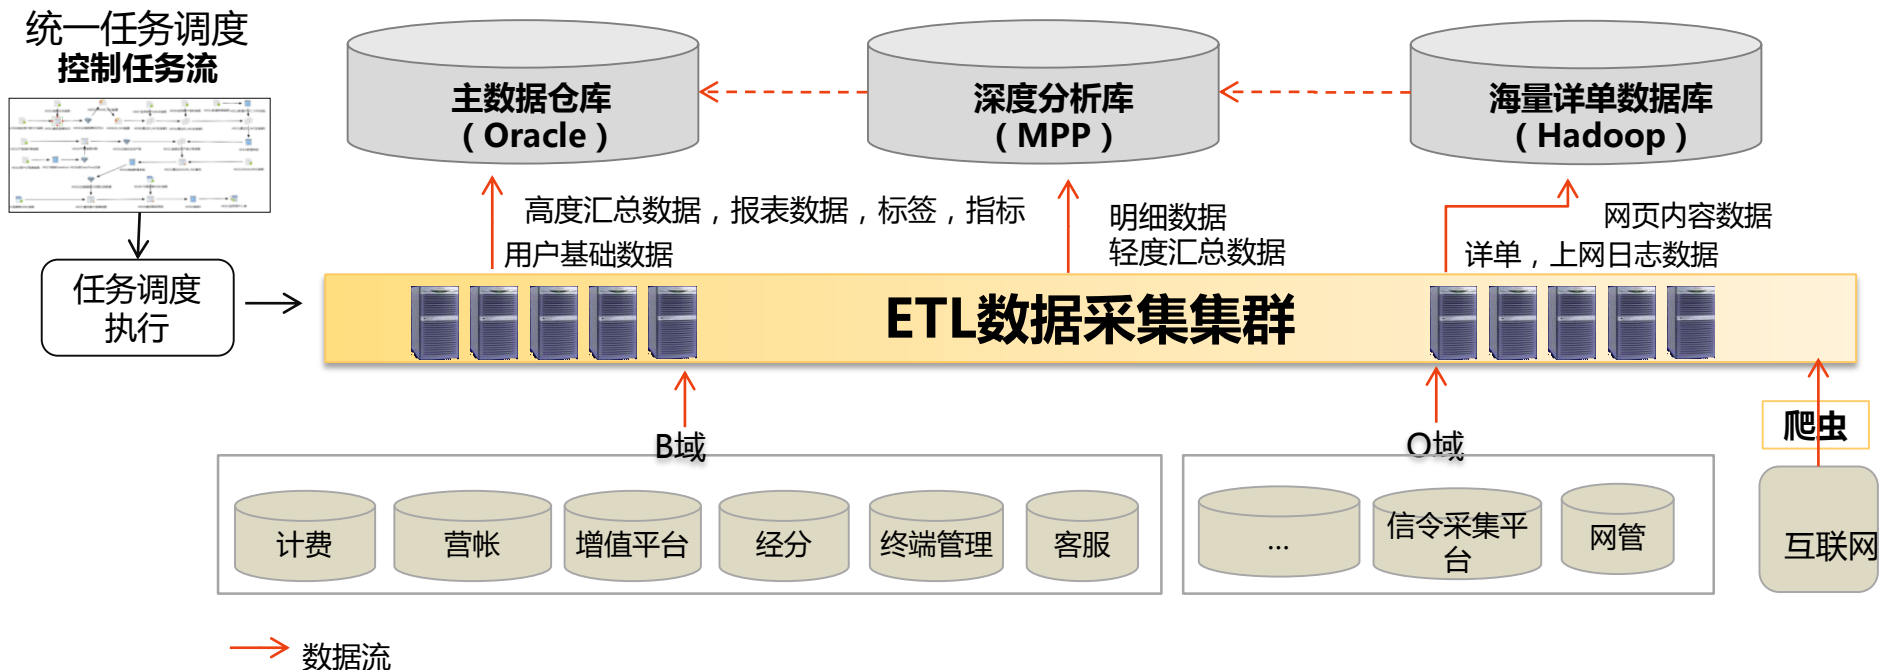 统一任务调度
控制任务流
主数据仓库
（Oracle）
深度分析库
（MPP）
海量详单数据库
（Hadoop）
高度汇总数据，报表数据，标签，指标
用户基础数据
明细数据
轻度汇总数据
网页内容数据
详单，上网日志数据
任务调度
执行
ETL数据采集集群
B域
O域
爬虫
计费
营帐
增值平台
经分
终端管理
客服
...
信令采集平
台
网管
互联网
数据流